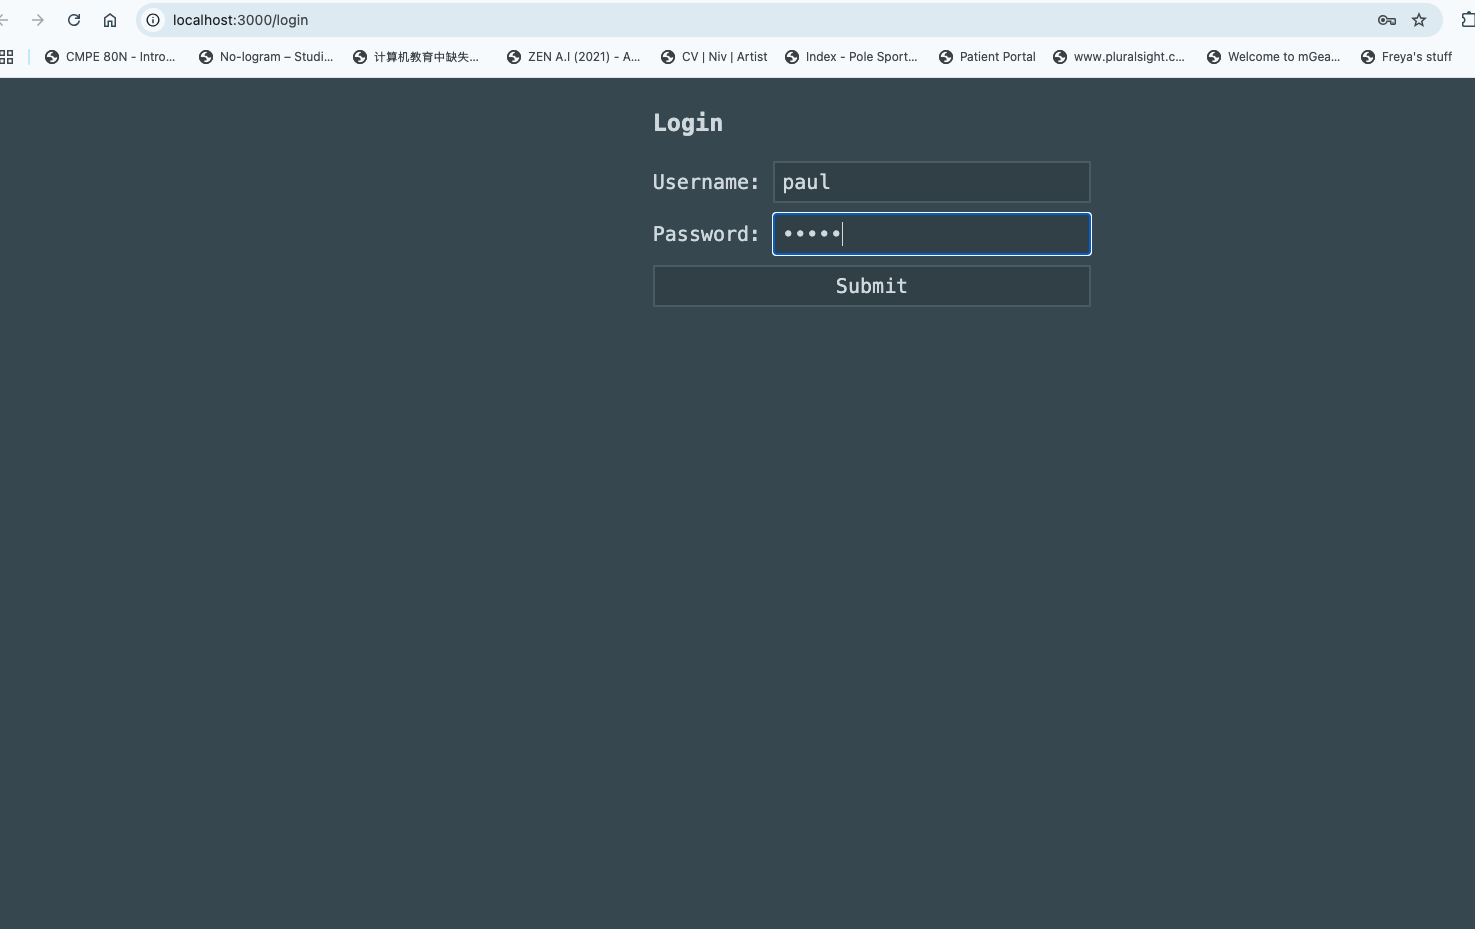 localhost:3000/login
CMPE 80N - Intro... No-logram – Studi... 计算机教育中缺失... ZEN A.I (2021) - A... CV | Niv | Artist Index - Pole Sport... Patient Portal www.pluralsight.c... Welcome to mGea... Freya's stuff
Login
Username: paul
Password: •••••
Submit